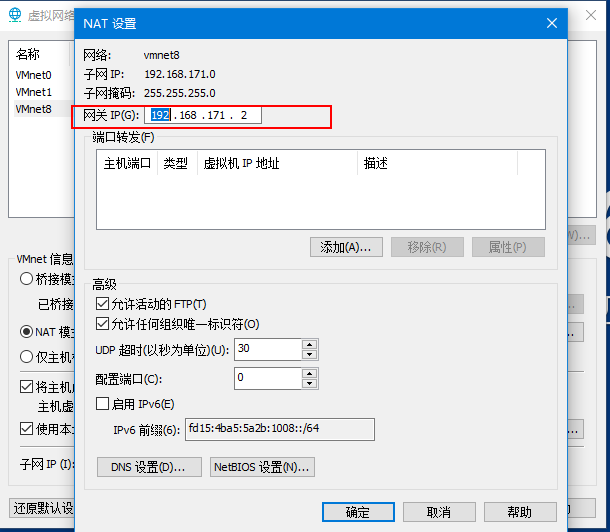 虚拟网络
NAT 设置
名称
VMnet0
VMnet1
VMnet8
网络: vmnet8
子网 IP: 192.168.171.0
子网掩码: 255.255.255.0
网关 IP(G): 192 . 168 . 171 . 2
端口转发(F)
主机端口 类型 虚拟机 IP 地址 描述
添加(A)... 移除(R) 属性(P)
W)...
VMnet 信息
桥接模
已桥接
NAT 模
仅主机
将主机
主机虚
使用本
子网 IP (I):
还原默认设
高级
允许活动的 FTP(T)
允许任何组织唯一标识符(O)
UDP 超时(以秒为单位)(U): 30
配置端口(C): 0
启用 IPv6(E)
IPv6 前缀(6): fd15:4ba5:5a2b:1008::/64
DNS 设置(D)... NetBIOS 设置(N)...
确定 取消 帮助